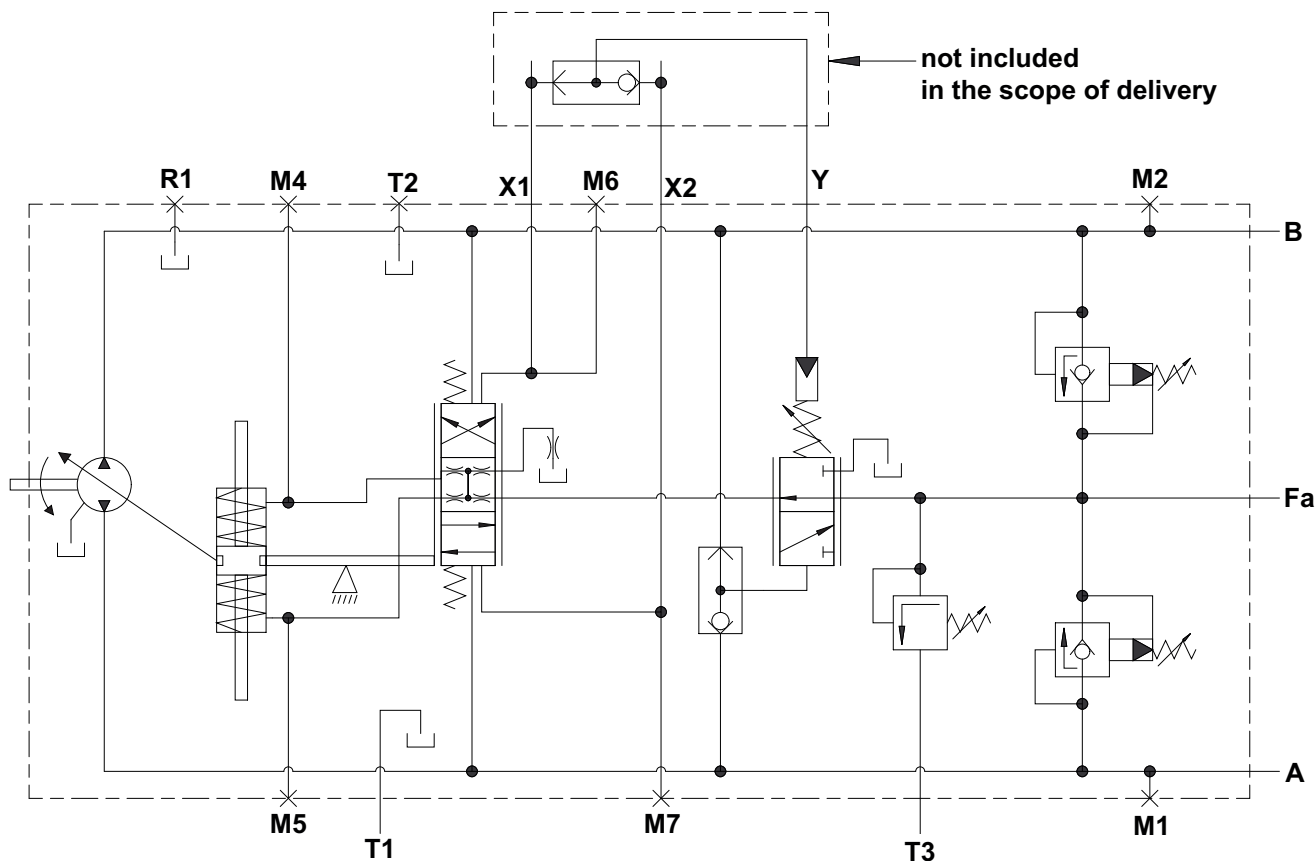 not included
in the scope of delivery
R1
M4
T2
X1
M6
X2
Y
M2
B
Fa
A
M5
T1
M7
T3
M1